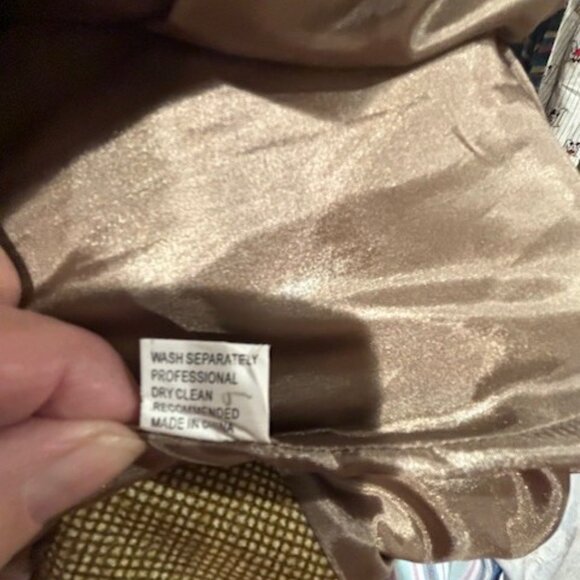 WASH SEPARATELY
PROFESSIONAL
DRY CLEAN
RECOMMENDED
MADE IN CHINA